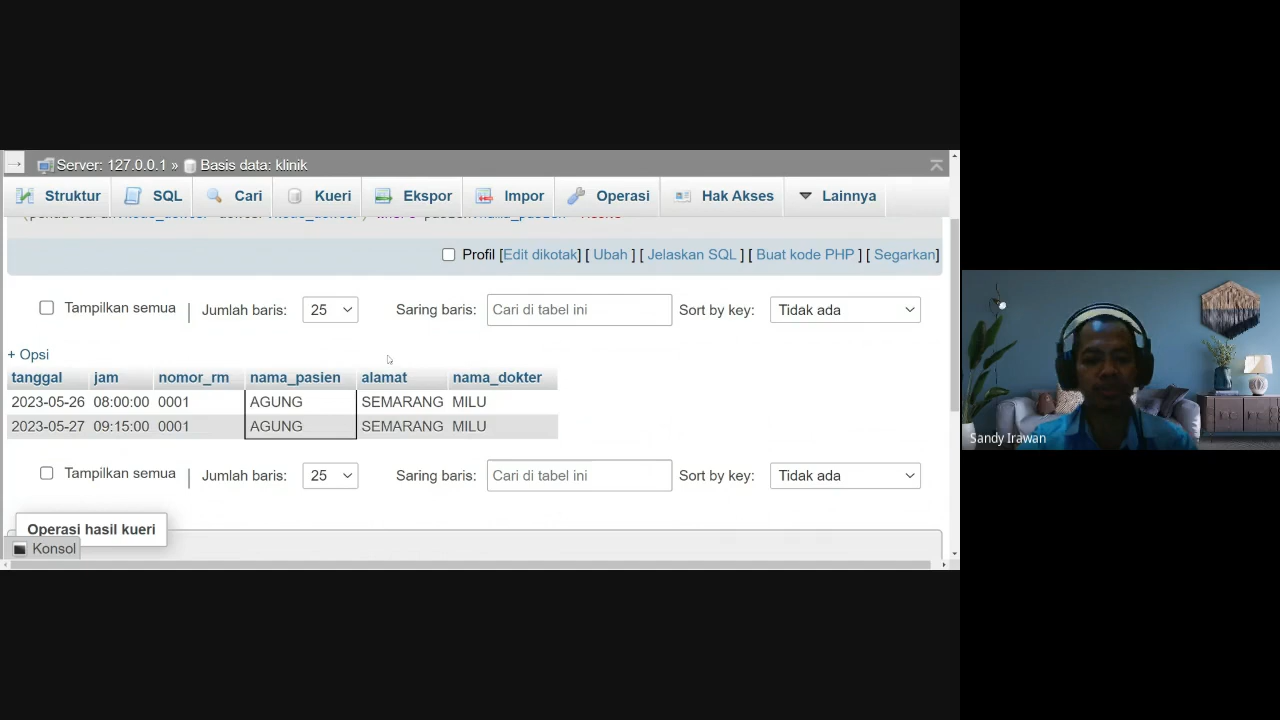 Server: 127.0.0.1 » Basis data: klinik
Struktur SQL Cari Kueri Ekspor Impor Operasi Hak Akses Lainnya
Profil [Edit dikotak] [ Ubah ] [ Jelaskan SQL ] [ Buat kode PHP ] [ Segarkan]
Tampilkan semua | Jumlah baris: 25 Saring baris: Cari di tabel ini Sort by key: Tidak ada
+ Opsi
tanggal jam nomor_rm nama_pasien alamat nama_dokter
2023-05-26 08:00:00 0001 AGUNG SEMARANG MILU
2023-05-27 09:15:00 0001 AGUNG SEMARANG MILU
Sandy Irawan
Tampilkan semua | Jumlah baris: 25 Saring baris: Cari di tabel ini Sort by key: Tidak ada
Operasi hasil kueri
Konsol